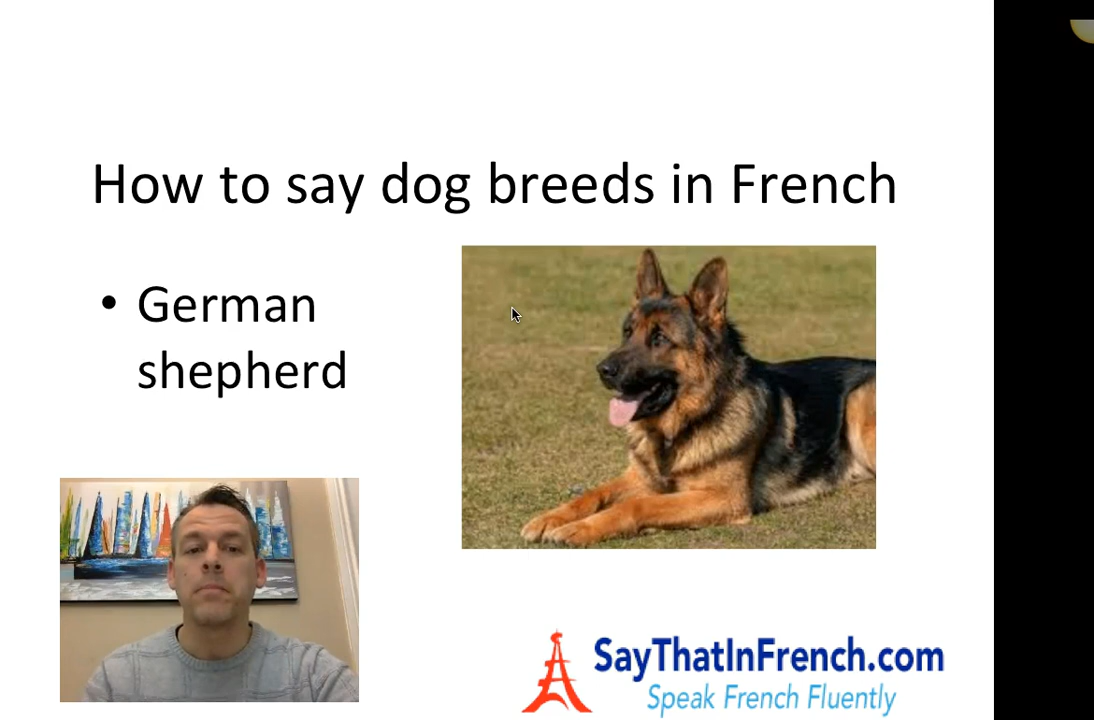 How to say dog breeds in French
• German
shepherd
SayThatInFrench.com
Speak French Fluently